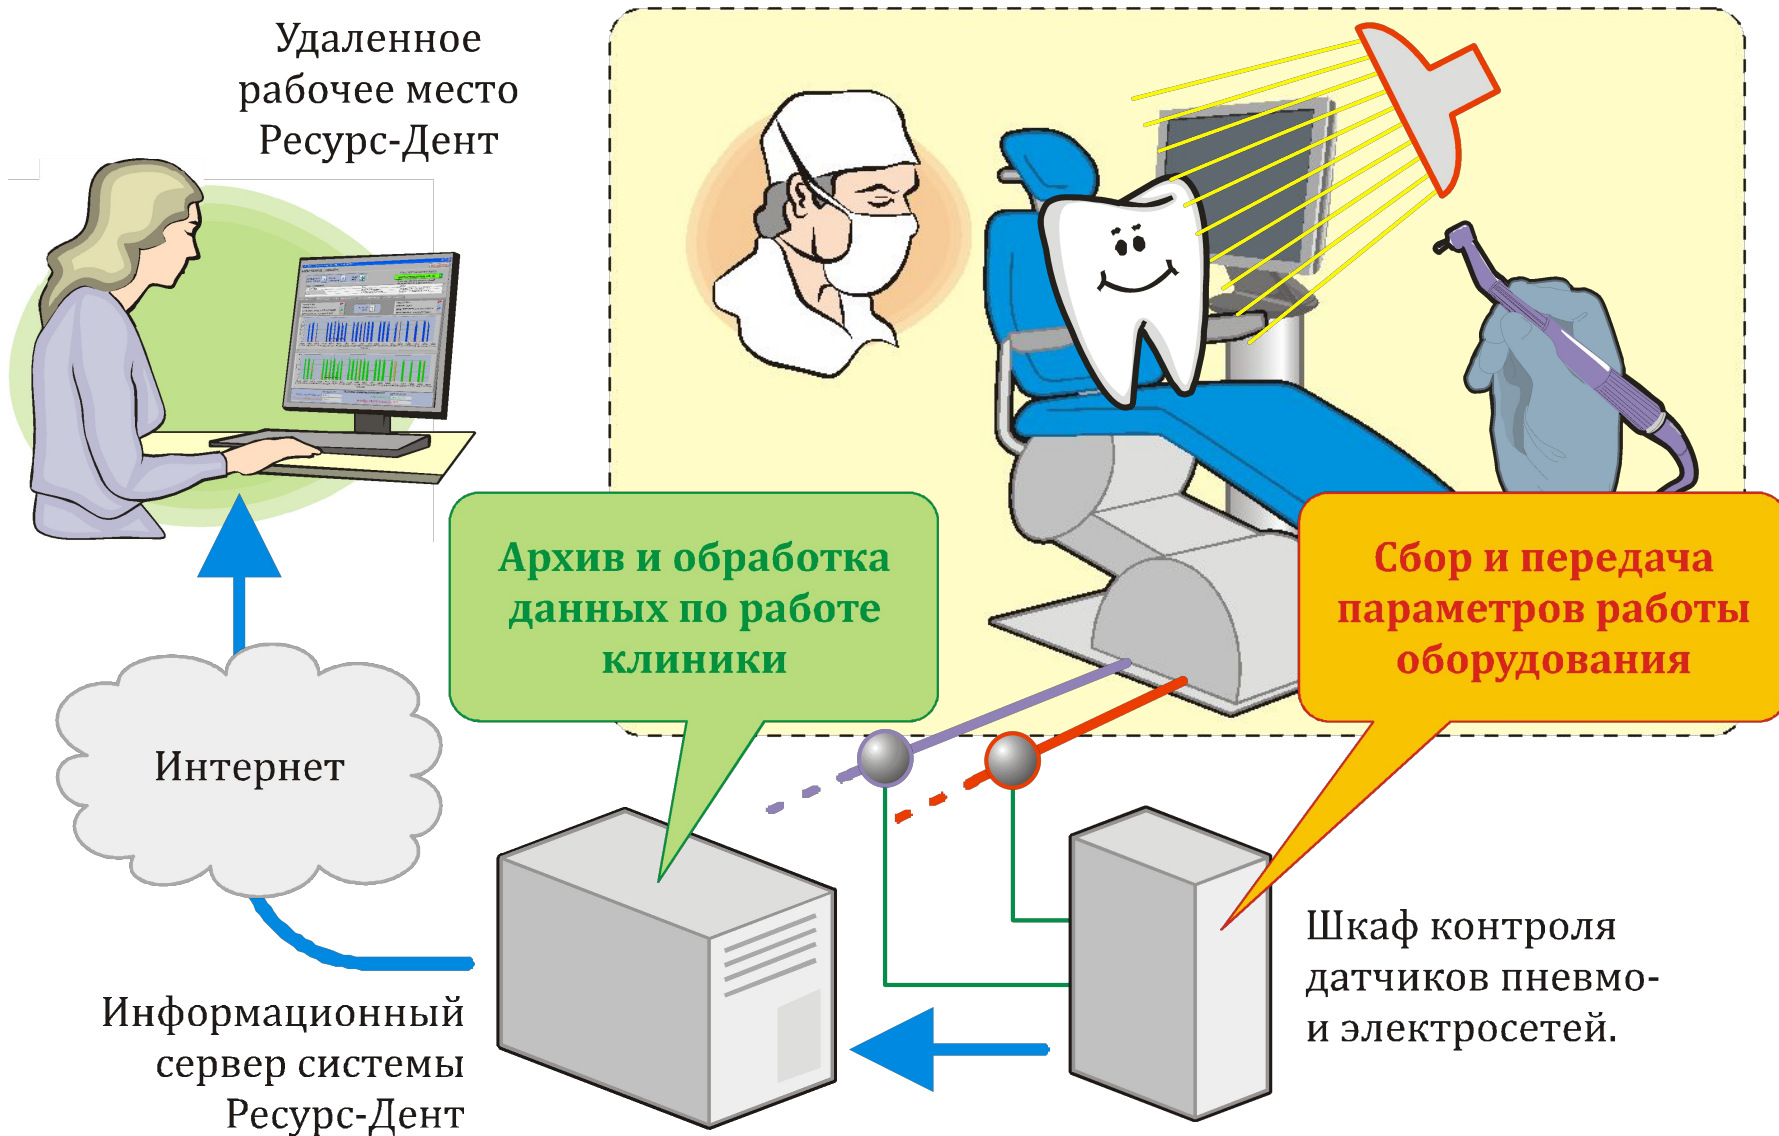 Удаленное
рабочее место
Ресурс-Дент
Архив и обработка
данных по работе
клиники
Сбор и передача
параметров работы
оборудования
Интернет
Шкаф контроля
датчиков пневмо-
и электросетей.
Информационный
сервер системы
Ресурс-Дент